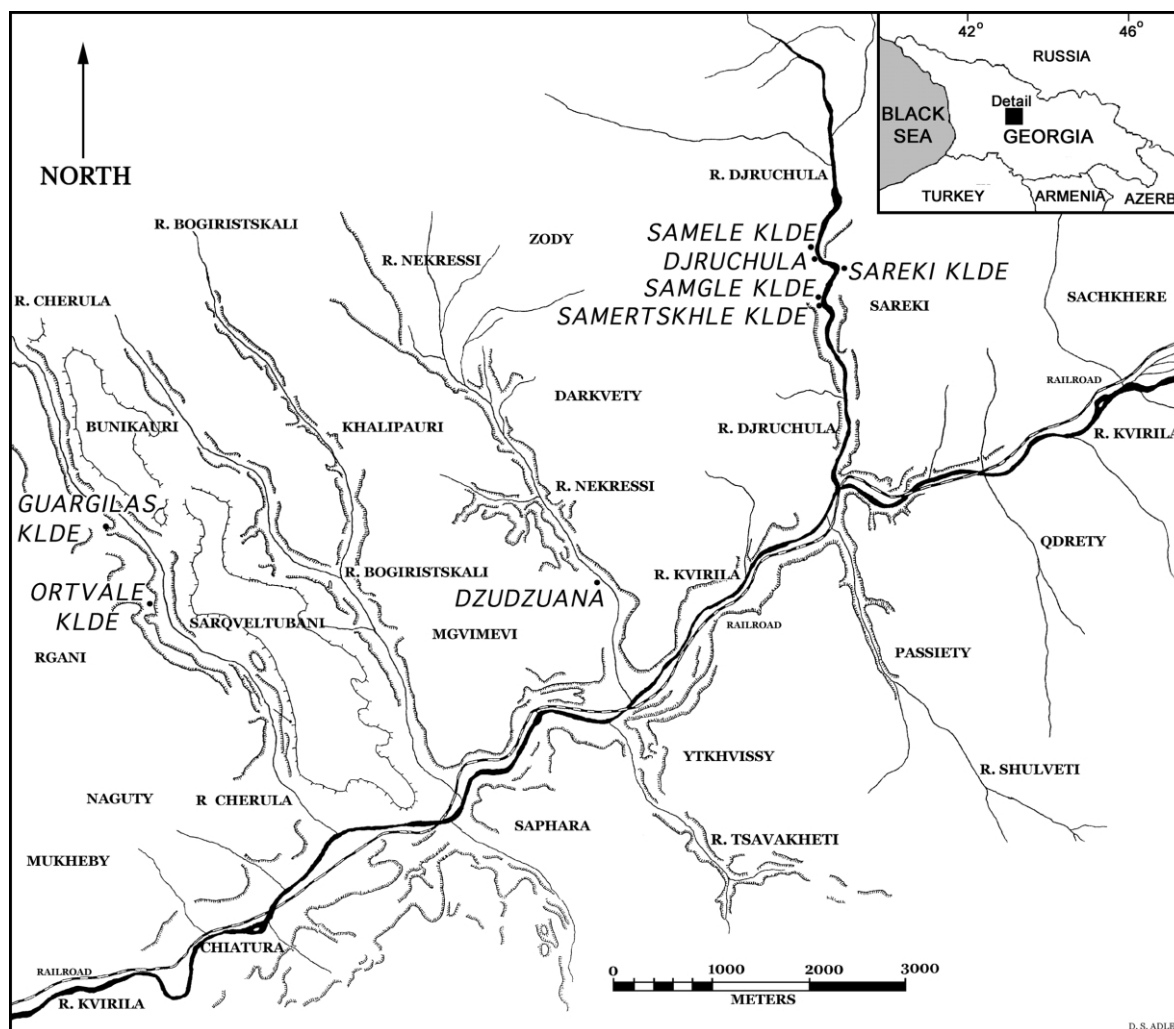 42° 46°
RUSSIA
Detail
BLACK
SEA
GEORGIA
TURKEY
ARMENIA
AZERB
NORTH
R. DJRUCHULA
R. BOGIRISTSKALI
SAMELE KLDE
ZODY
R. NEKRESSI
DJRUCHULA
SAREKI KLDE
SAMGLE KLDE
R. CHERULA
SACHKHERE
SAREKI
SAMERTSKHLE KLDE
RAILROAD
DARKVETY
BUNIKAURI
KHALIPAURI
R. DJRUCHULA
R. KVIRILA
R. NEKRESSI
GUARGILAS
KLDE
QDRETY
R. BOGIRISTSKALI
R. KVIRILA
ORTVALE
KLDE
DZUDZUANA
SARQVELTUBANI
RAILROAD
MGVIMEVI
PASSIETY
RGANI
YTKHVISSY
R. SHULVETI
NAGUTY
R CHERULA
SAPHARA
R. TSAVAKHETI
MUKHEBY
CHIATURA
RAILROAD
R. KVIRILA
0 1000 2000 3000
METERS
D. S. ADLE